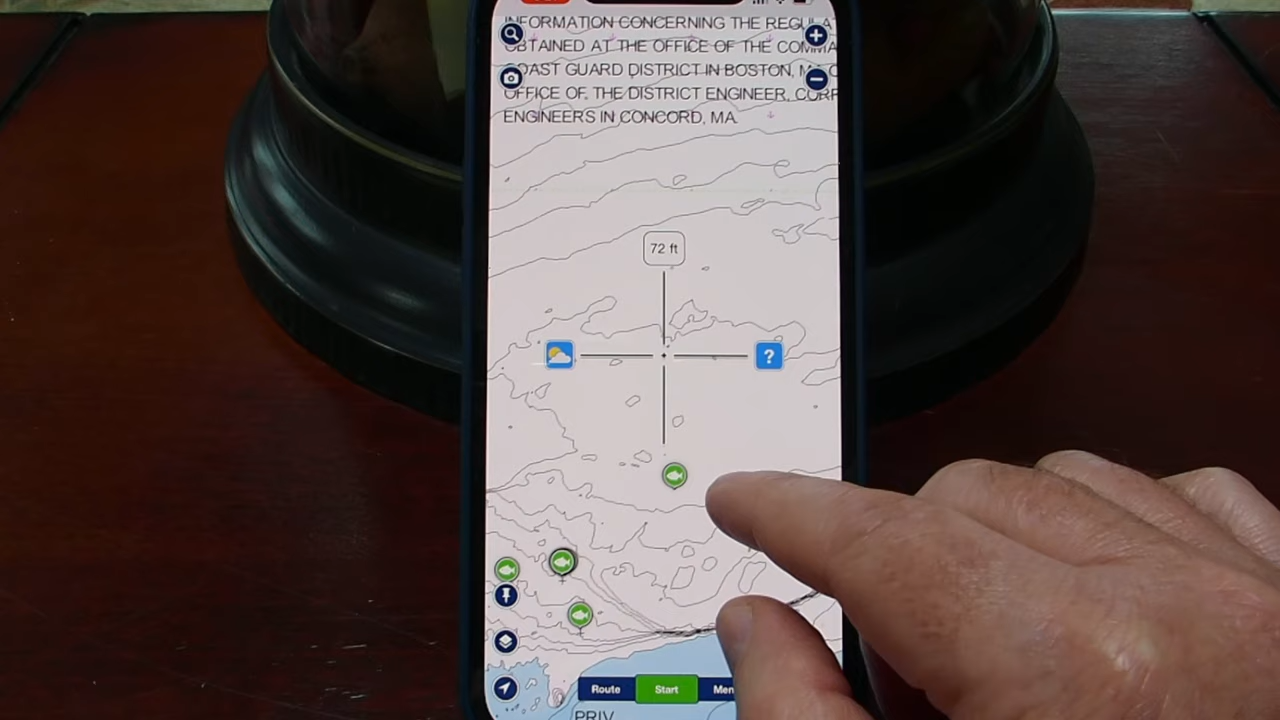 INFORMATION CONCERNING THE REGULA
OBTAINED AT THE OFFICE OF THE COMMA
COAST GUARD DISTRICT IN BOSTON, MA O
OFFICE OF, THE DISTRICT ENGINEER, CORP
ENGINEERS IN CONCORD, MA.
72 ft
?
Route
Start
Men
PRIV